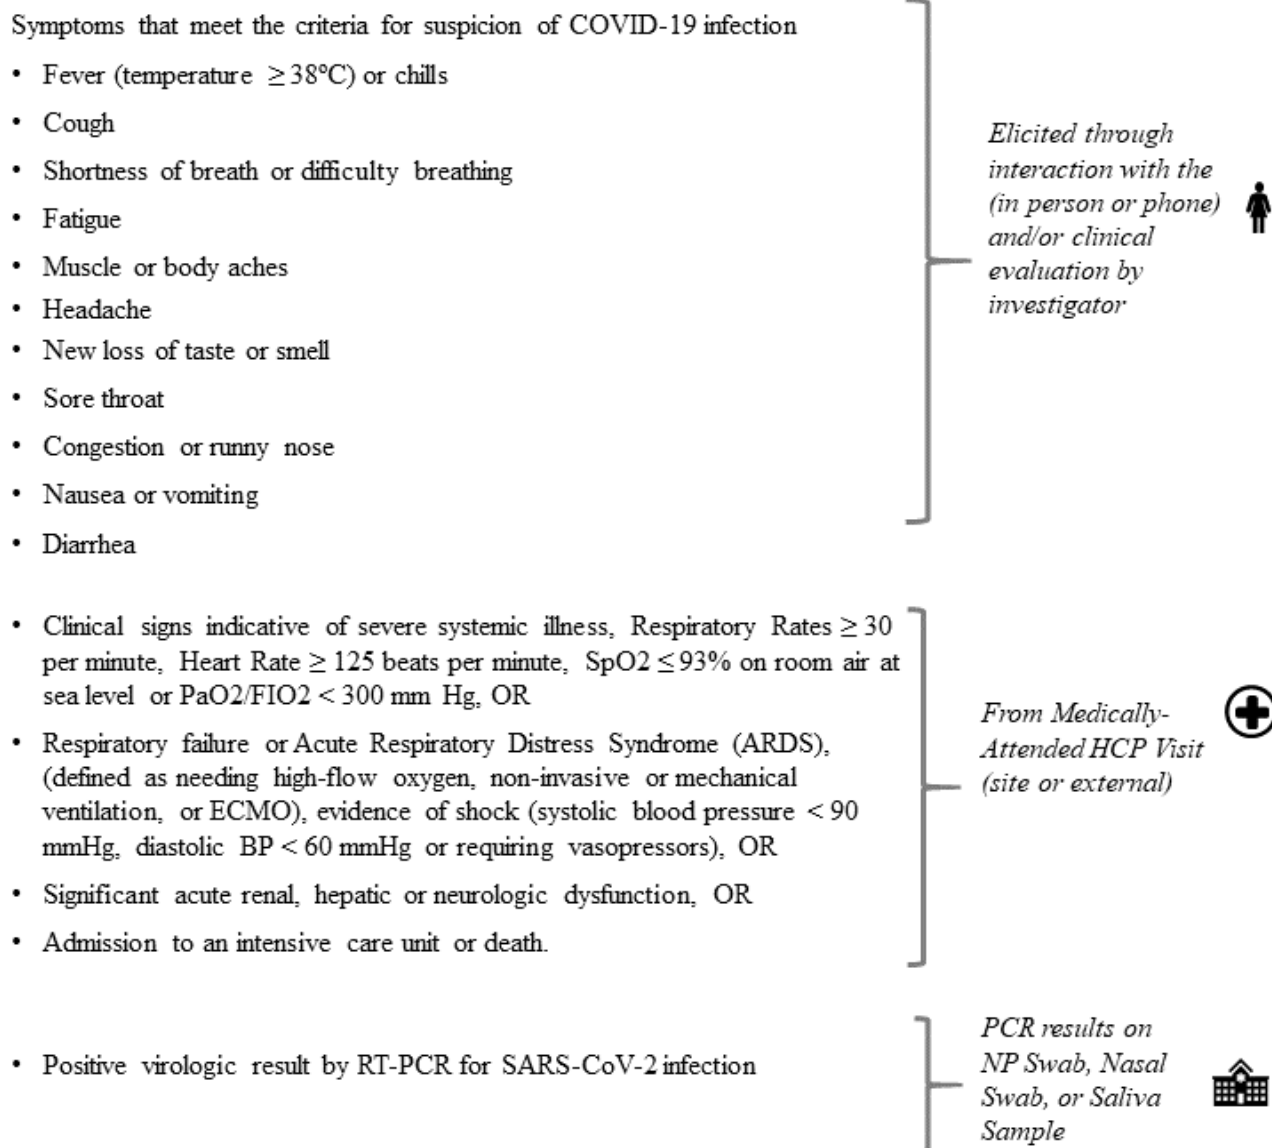 Symptoms that meet the criteria for suspicion of COVID-19 infection
• Fever (temperature ≥ 38°C) or chills
• Cough
• Shortness of breath or difficulty breathing
• Fatigue
• Muscle or body aches
• Headache
• New loss of taste or smell
• Sore throat
• Congestion or runny nose
• Nausea or vomiting
• Diarrhea
Elicited through
interaction with the
(in person or phone)
and/or clinical
evaluation by
investigator
• Clinical signs indicative of severe systemic illness, Respiratory Rates ≥ 30
per minute, Heart Rate ≥ 125 beats per minute, SpO2 ≤ 93% on room air at
sea level or PaO2/FIO2 < 300 mm Hg, OR
• Respiratory failure or Acute Respiratory Distress Syndrome (ARDS),
(defined as needing high-flow oxygen, non-invasive or mechanical
ventilation, or ECMO), evidence of shock (systolic blood pressure < 90
mmHg, diastolic BP < 60 mmHg or requiring vasopressors), OR
• Significant acute renal, hepatic or neurologic dysfunction, OR
• Admission to an intensive care unit or death.
From Medically-
Attended HCP Visit
(site or external)
• Positive virologic result by RT-PCR for SARS-CoV-2 infection
PCR results on
NP Swab, Nasal
Swab, or Saliva
Sample